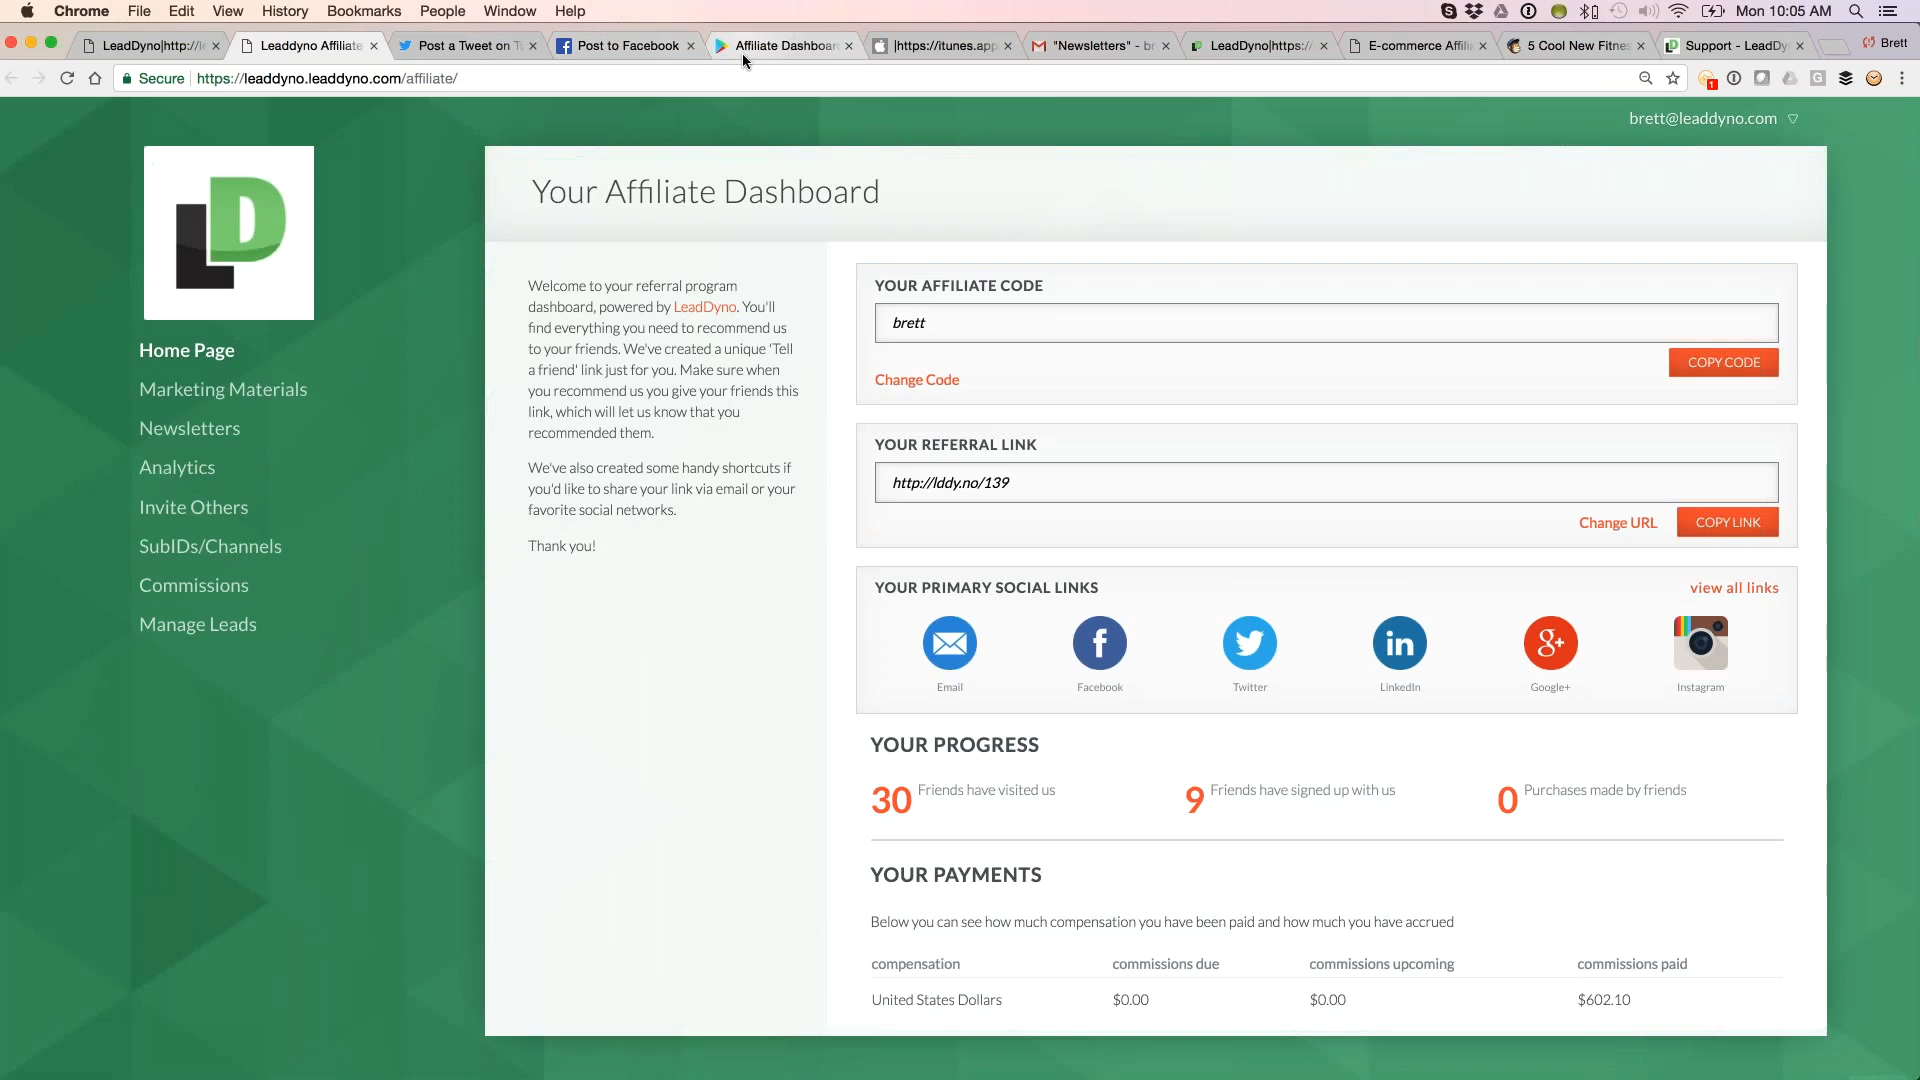 Chrome File Edit View History Bookmarks People Window Help Mon 10:05 AM
LeadDyno|http://l Leaddyno Affiliate Post a Tweet on T Post to Facebook Affiliate Dashboar |https://itunes.app "Newsletters" - br LeadDyno|https:/ E-commerce Affili 5 Cool New Fitne Support - LeadDy Brett
Secure https://leaddyno.leaddyno.com/affiliate/ 1
brett@leaddyno.com
LD
Your Affiliate Dashboard
Home Page
Marketing Materials
Newsletters
Analytics
Invite Others
SubIDs/Channels
Commissions
Manage Leads
Welcome to your referral program
dashboard, powered by LeadDyno. You'll
find everything you need to recommend us
to your friends. We've created a unique 'Tell
a friend' link just for you. Make sure when
you recommend us you give your friends this
link, which will let us know that you
recommended them.
We've also created some handy shortcuts if
you'd like to share your link via email or your
favorite social networks.
Thank you!
YOUR AFFILIATE CODE
brett
COPY CODE
Change Code
YOUR REFERRAL LINK
http://lddy.no/139
Change URL COPY LINK
YOUR PRIMARY SOCIAL LINKS view all links
Email Facebook Twitter LinkedIn Google+ Instagram
YOUR PROGRESS
30 Friends have visited us 9 Friends have signed up with us 0 Purchases made by friends
YOUR PAYMENTS
Below you can see how much compensation you have been paid and how much you have accrued
compensation commissions due commissions upcoming commissions paid
United States Dollars $0.00 $0.00 $602.10